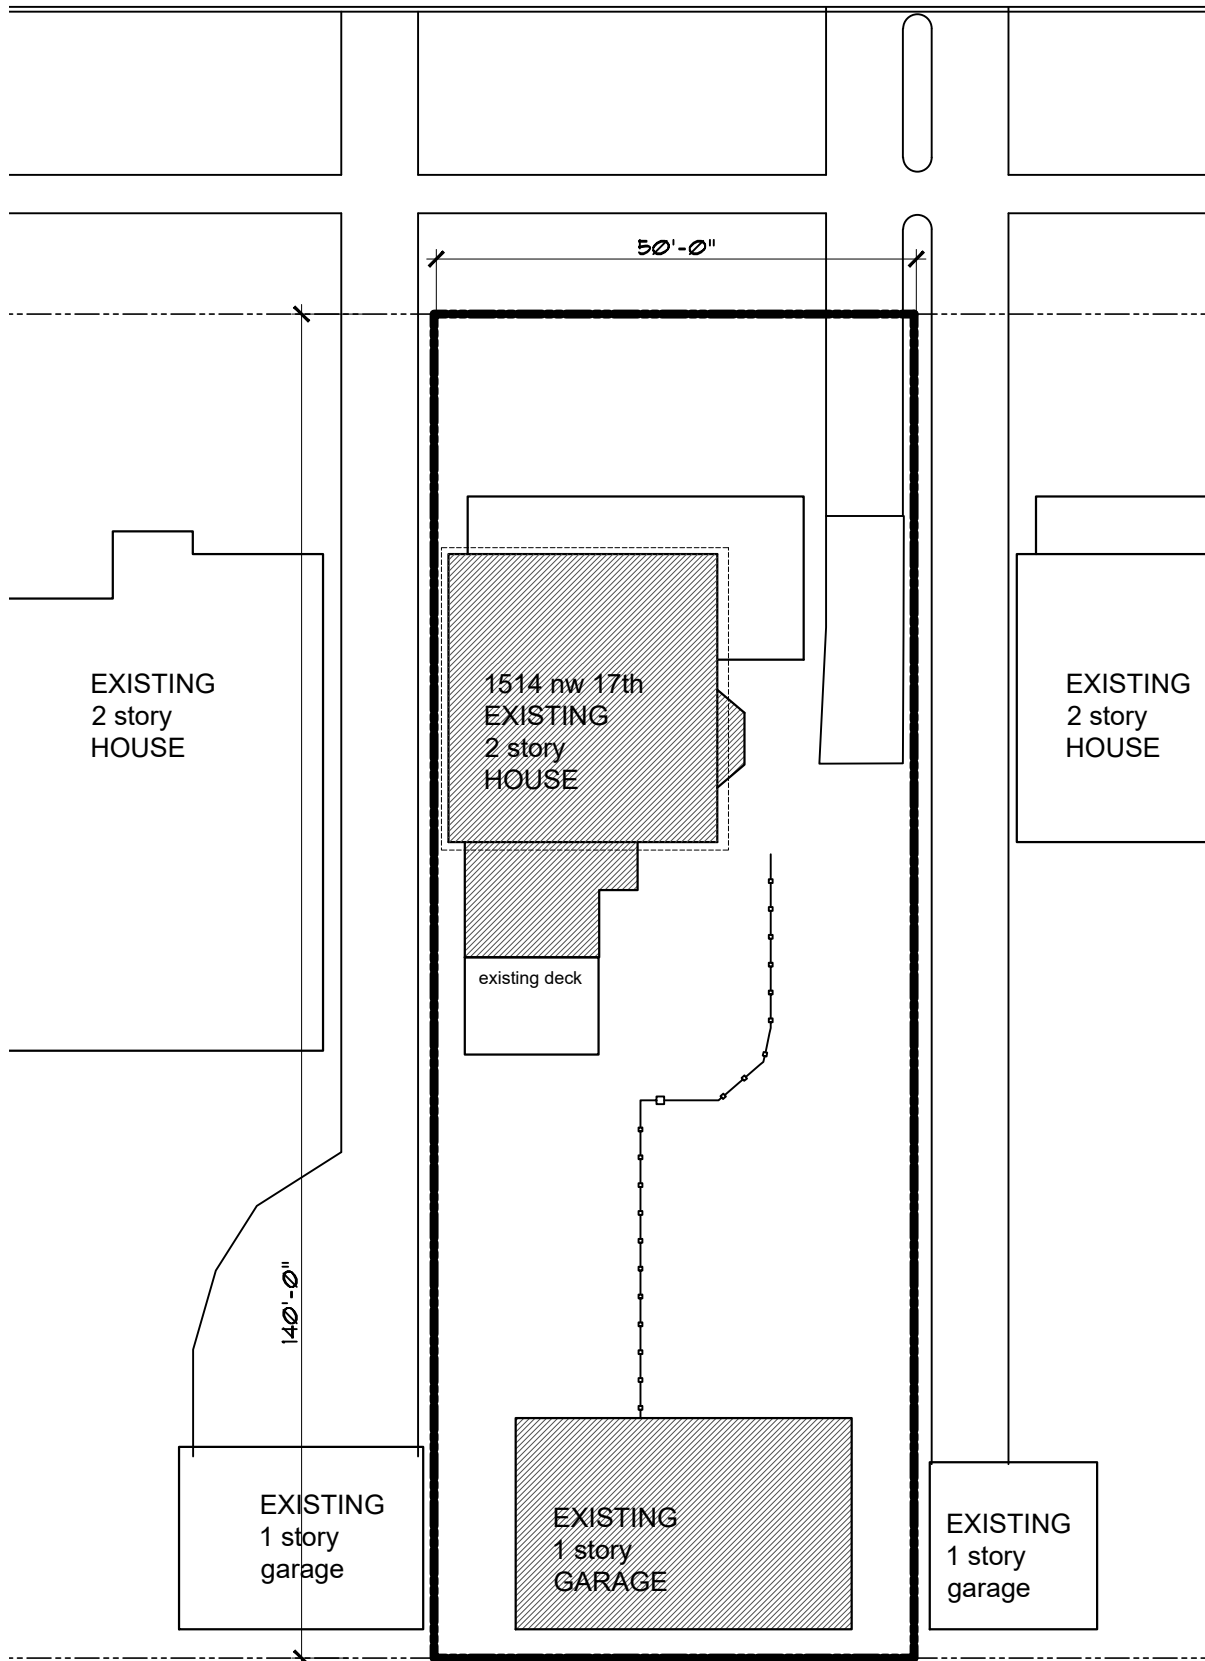 50'-0"
EXISTING
2 story
HOUSE
1514 nw 17th
EXISTING
2 story
HOUSE
EXISTING
2 story
HOUSE
existing deck
140'-0"
EXISTING
1 story
garage
EXISTING
1 story
GARAGE
EXISTING
1 story
garage